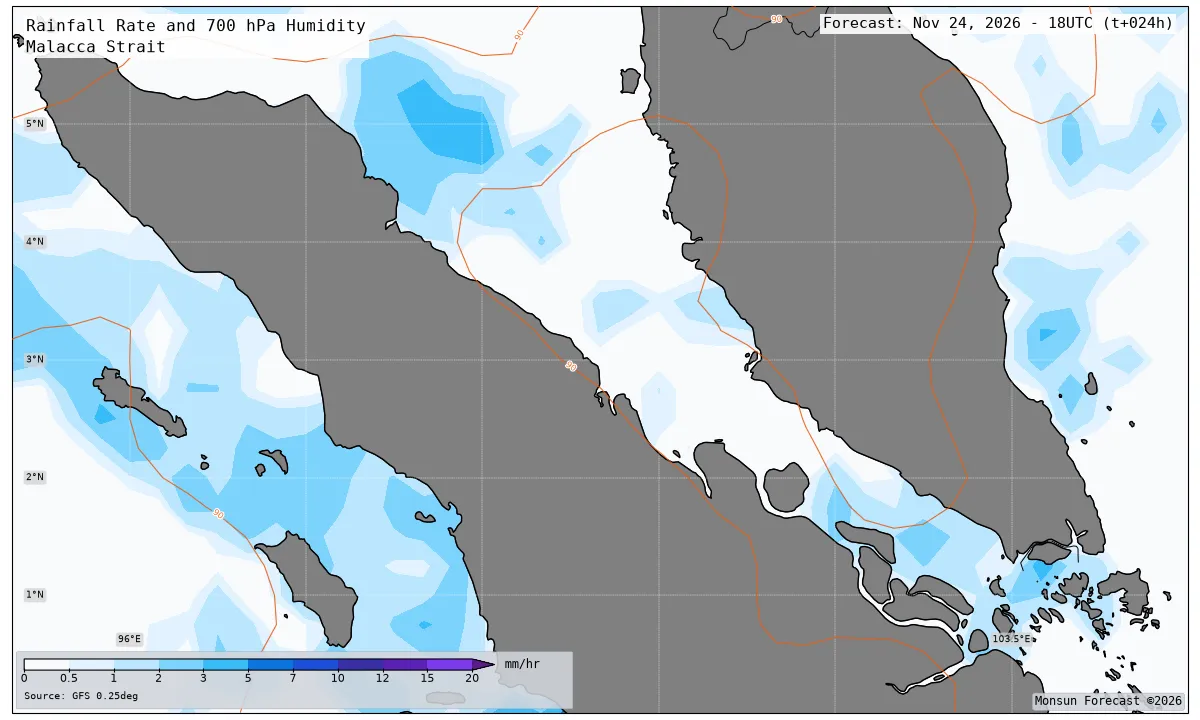 Rainfall Rate and 700 hPa Humidity
Malacca Strait
Forecast: Nov 24, 2026 - 18UTC (t+024h)
90
90
5°N
4°N
3°N
90
2°N
90
1°N
96°E
103.5°E
0 0.5 1 2 3 5 7 10 12 15 20 mm/hr
Source: GFS 0.25deg
Monsun Forecast ©2026